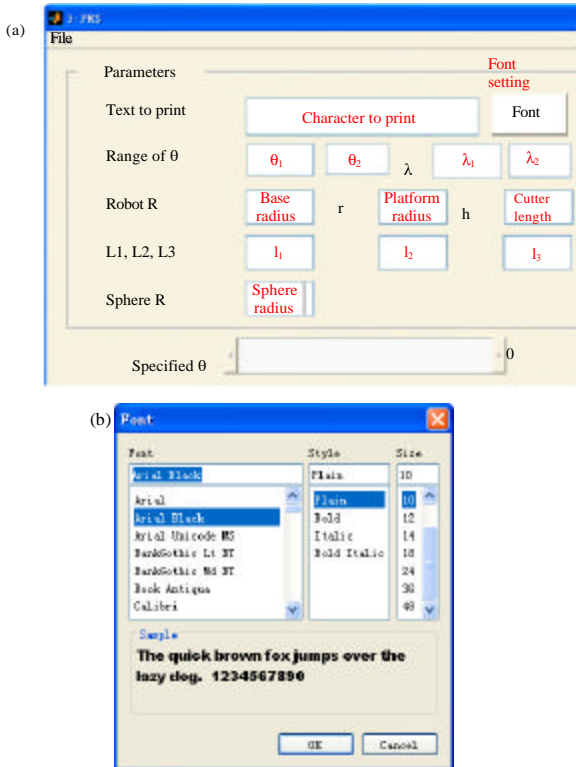 (a)
3-PRS
File
Parameters
Font
setting
Text to print
Character to print
Font
Range of θ
θ1
θ2
λ
λ1
λ2
Robot R
Base
radius
r
Platform
radius
h
Cutter
length
L1, L2, L3
l1
l2
l3
Sphere R
Sphere
radius
Specified θ
0
(b)
Font
Font
Style
Size
Arial Black
Plain
10
Arial
Plain
10
Arial Black
Bold
12
Arial Unicode MS
Italic
14
BankGothic Lt BT
Bold Italic
18
BankGothic Md BT
24
Book Antiqua
36
Calibri
48
Sample
The quick brown fox jumps over the
lazy dog. 1234567890
OK
Cancel